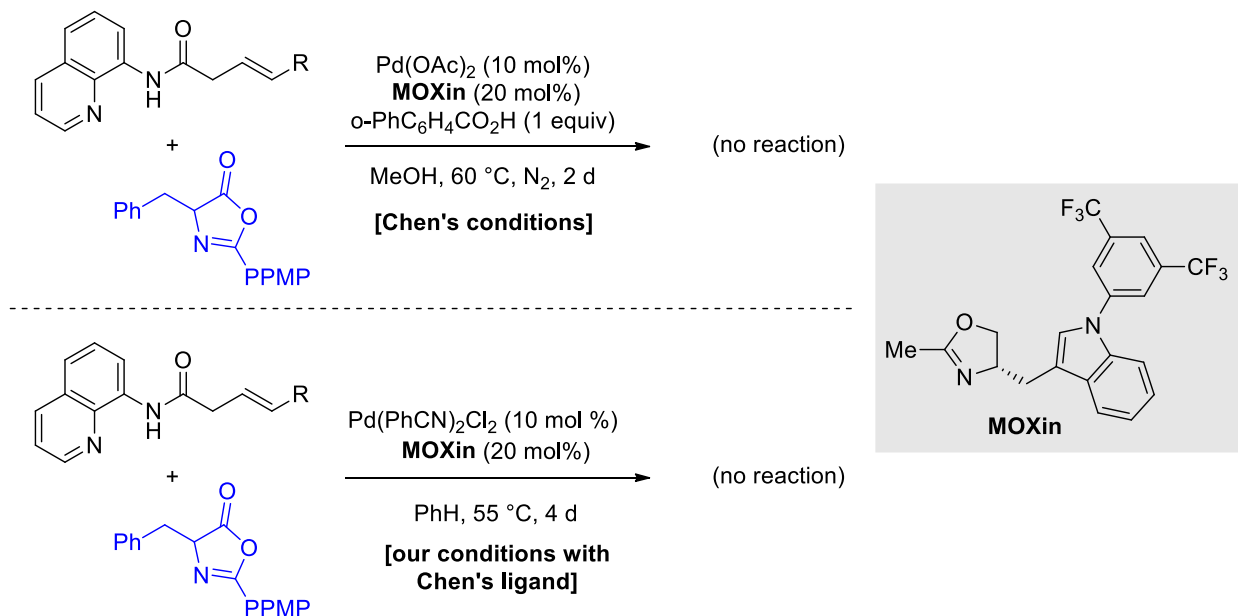 O
R
N
H
N
+
O
Ph
O
N
PPMP
Pd(OAc)₂ (10 mol%)
MOXin (20 mol%)
o-PhC₆H₄CO₂H (1 equiv)
MeOH, 60 °C, N₂, 2 d
[Chen's conditions]
(no reaction)
O
R
N
H
N
+
O
Ph
O
N
PPMP
Pd(PhCN)₂Cl₂ (10 mol %)
MOXin (20 mol%)
PhH, 55 °C, 4 d
[our conditions with
Chen's ligand]
(no reaction)
F₃C
CF₃
O
N
Me
N
MOXin